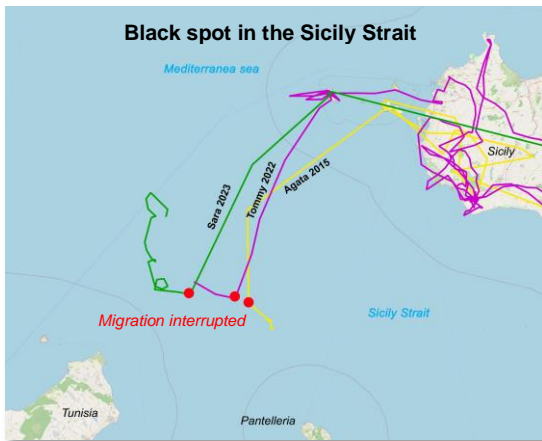 Black spot in the Sicily Strait
Mediterranean sea
Sicily
Sara 2023
Tommy 2022
Agata 2015
Migration interrupted
Sicily Strait
Tunisia
Pantelleria